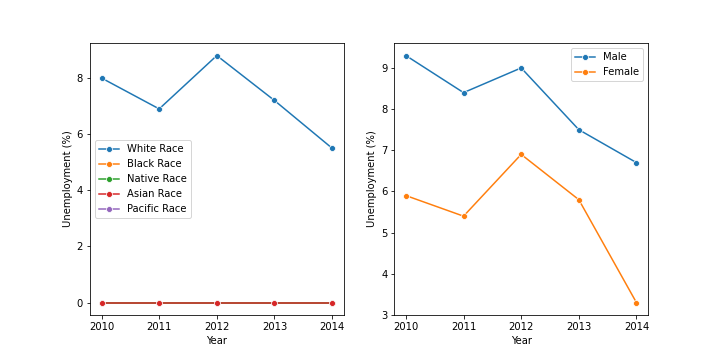 Unemployment (%)
8
6
4
2
0
White Race
Black Race
Native Race
Asian Race
Pacific Race
2010 2011 2012 2013 2014
Year
Unemployment (%)
9
8
7
6
5
4
3
Male
Female
2010 2011 2012 2013 2014
Year